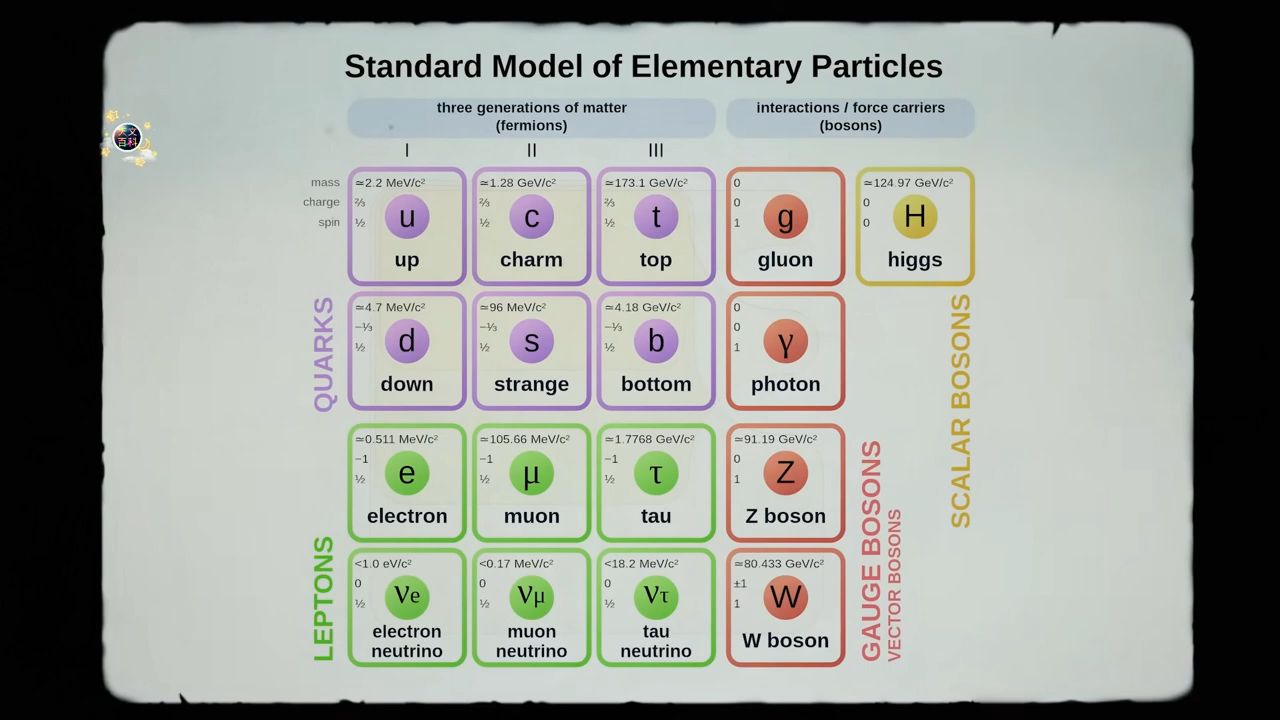 Standard Model of Elementary Particles
three generations of matter
(fermions)
interactions / force carriers
(bosons)
I II III
mass
charge
spin
≃2.2 MeV/c²
⅔
½
u
up
≃1.28 GeV/c²
⅔
½
c
charm
≃173.1 GeV/c²
⅔
½
t
top
0
0
1
g
gluon
≃124.97 GeV/c²
0
0
H
higgs
QUARKS
≃4.7 MeV/c²
−⅓
½
d
down
≃96 MeV/c²
−⅓
½
s
strange
≃4.18 GeV/c²
−⅓
½
b
bottom
0
0
1
γ
photon
SCALAR BOSONS
LEPTONS
≃0.511 MeV/c²
−1
½
e
electron
≃105.66 MeV/c²
−1
½
μ
muon
≃1.7768 GeV/c²
−1
½
τ
tau
≃91.19 GeV/c²
0
1
Z
Z boson
GAUGE BOSONS
VECTOR BOSONS
<1.0 eV/c²
0
½
νe
electron
neutrino
<0.17 MeV/c²
0
½
νμ
muon
neutrino
<18.2 MeV/c²
0
½
ντ
tau
neutrino
≃80.433 GeV/c²
±1
1
W
W boson
天文
百科